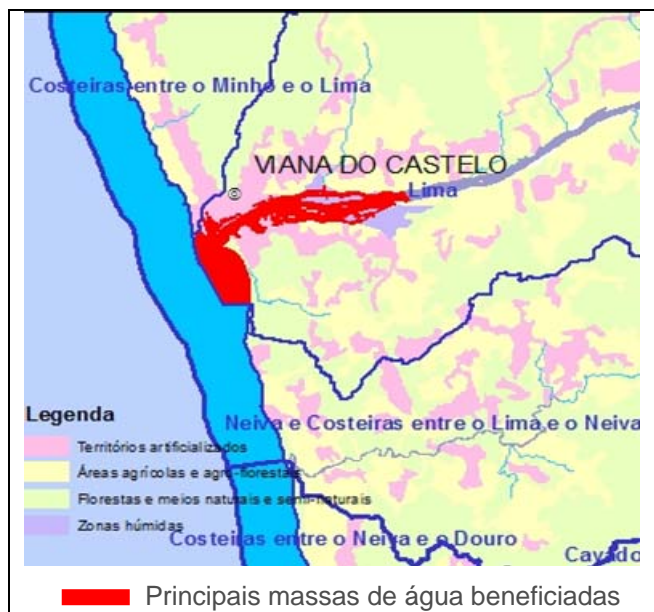 Costeiras entre o Minho e o Lima
VIANA DO CASTELO
Lima
Legenda
Territórios artificializados
Áreas agrícolas e agro-florestais
Florestas e meios naturais e semi-naturais
Zonas húmidas
Neiva e Costeiras entre o Lima e o Neiva
Costeiras entre o Neiva e o Douro
Cavado
Principais massas de água beneficiadas